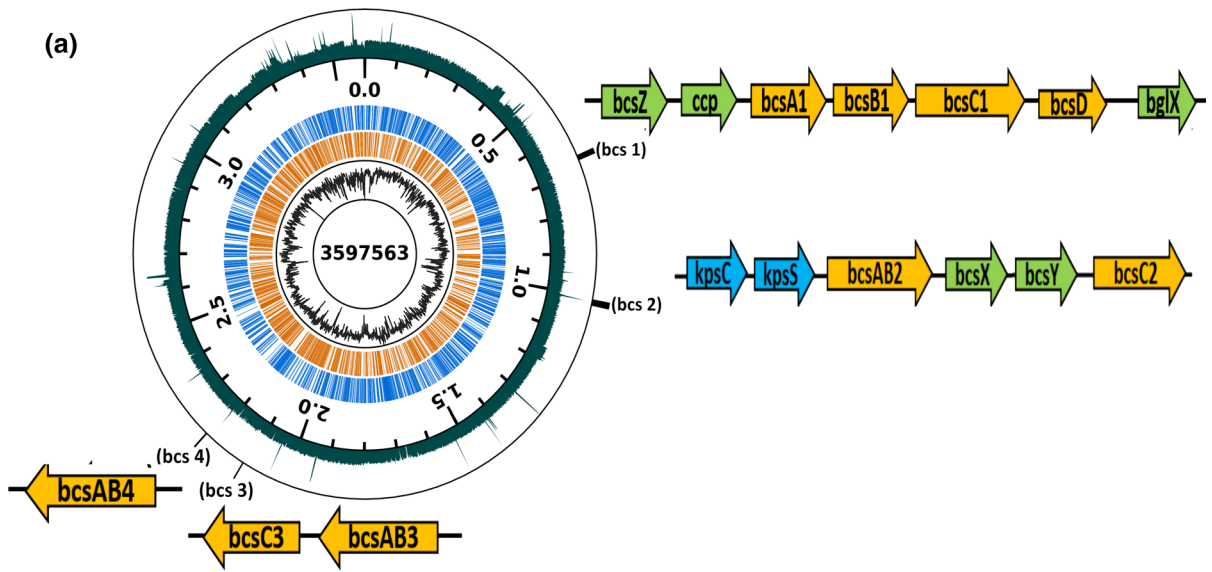 (a)
bcsZ ccp bcsA1 bcsB1 bcsC1 bcsD bglX
0.0
0.5
(bcs 1)
3.0
3597563
kpsC kpsS bcsAB2 bcsX bcsY bcsC2
1.0
(bcs 2)
2.5
1.5
2.0
(bcs 4)
(bcs 3)
bcsAB4
bcsC3 bcsAB3